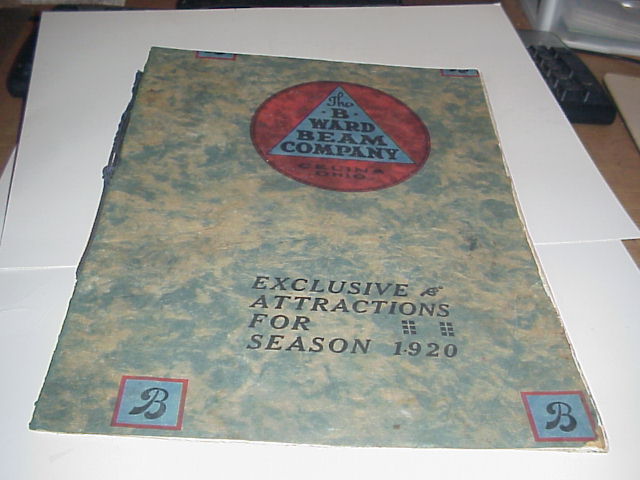 The
·B·
WARD
BEAM
COMPANY
CELINA
OHIO
EXCLUSIVE
ATTRACTIONS
FOR
SEASON 1920
B
B